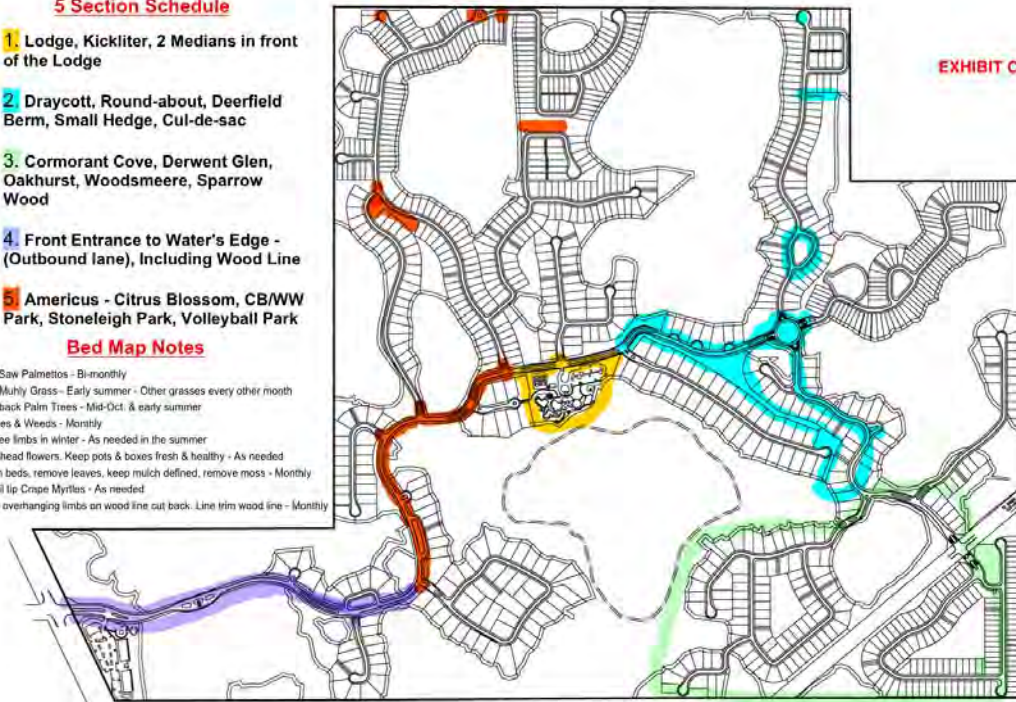 5 Section Schedule
1. Lodge, Kickliter, 2 Medians in front
of the Lodge
2. Draycott, Round-about, Deerfield
Berm, Small Hedge, Cul-de-sac
3. Cormorant Cove, Derwent Glen,
Oakhurst, Woodsmeere, Sparrow
Wood
4. Front Entrance to Water's Edge -
(Outbound lane), Including Wood Line
5. Americus - Citrus Blossom, CB/WW
Park, Stoneleigh Park, Volleyball Park
Bed Map Notes
Saw Palmettos - Bi-monthly
Muhly Grass - Early summer - Other grasses every other month
back Palm Trees - Mid-Oct. & early summer
es & Weeds - Monthly
ee limbs in winter - As needed in the summer
head flowers. Keep pots & boxes fresh & healthy - As needed
beds, remove leaves, keep mulch defined, remove moss - Monthly
tip Crape Myrtles - As needed
overhanging limbs on wood line cut back. Line trim wood line - Monthly
EXHIBIT C